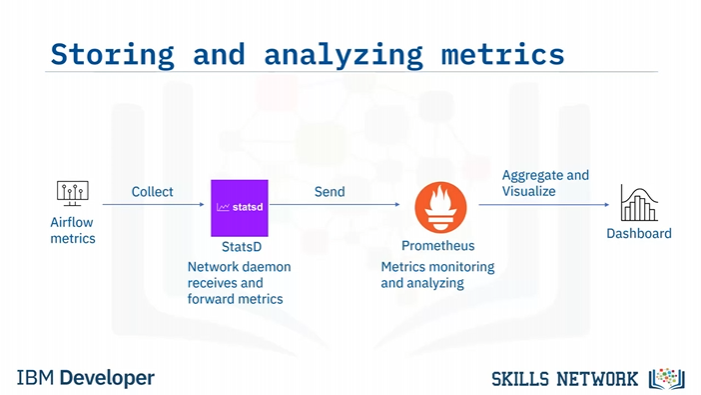 Storing and analyzing metrics
Airflow
metrics
Collect
statsd
StatsD
Network daemon
receives and
forward metrics
Send
Prometheus
Metrics monitoring
and analyzing
Aggregate and
Visualize
Dashboard
IBM Developer
SKILLS NETWORK